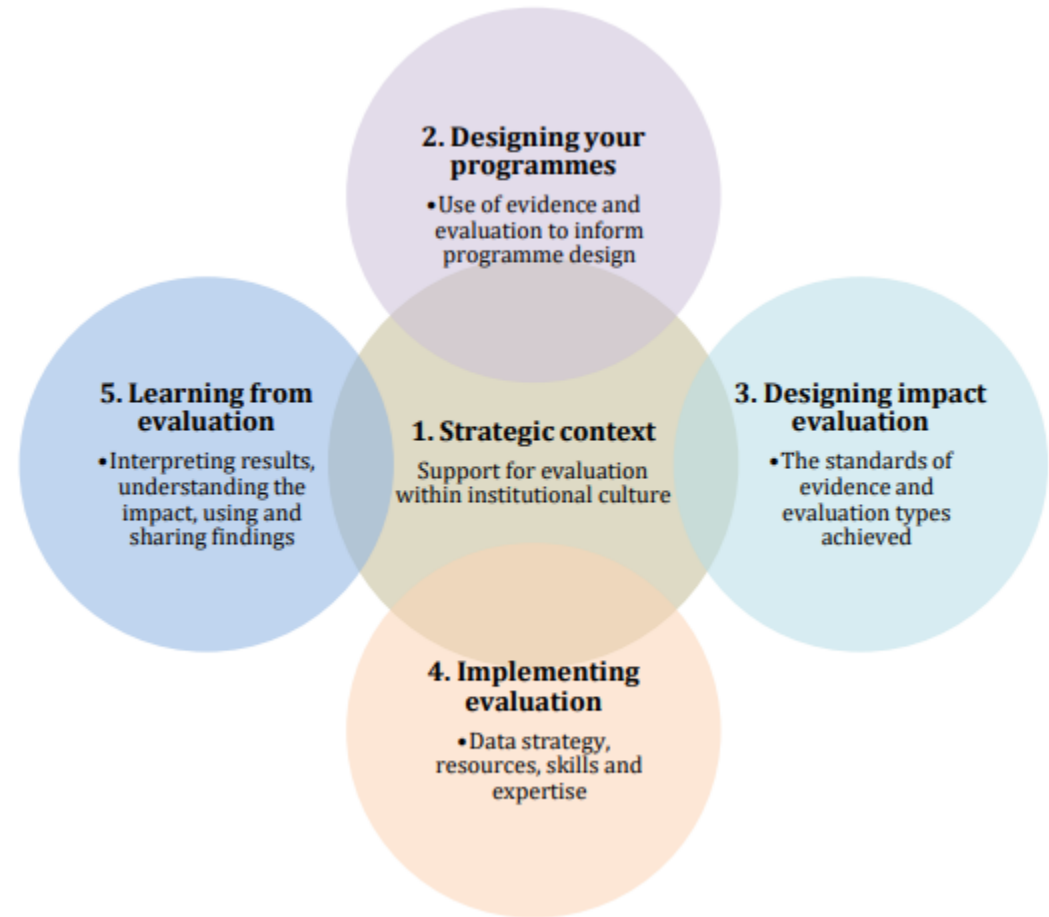 2. Designing your
programmes
•Use of evidence and
evaluation to inform
programme design
5. Learning from
evaluation
•Interpreting results,
understanding the
impact, using and
sharing findings
1. Strategic context
Support for evaluation
within institutional culture
3. Designing impact
evaluation
•The standards of
evidence and
evaluation types
achieved
4. Implementing
evaluation
•Data strategy,
resources, skills and
expertise